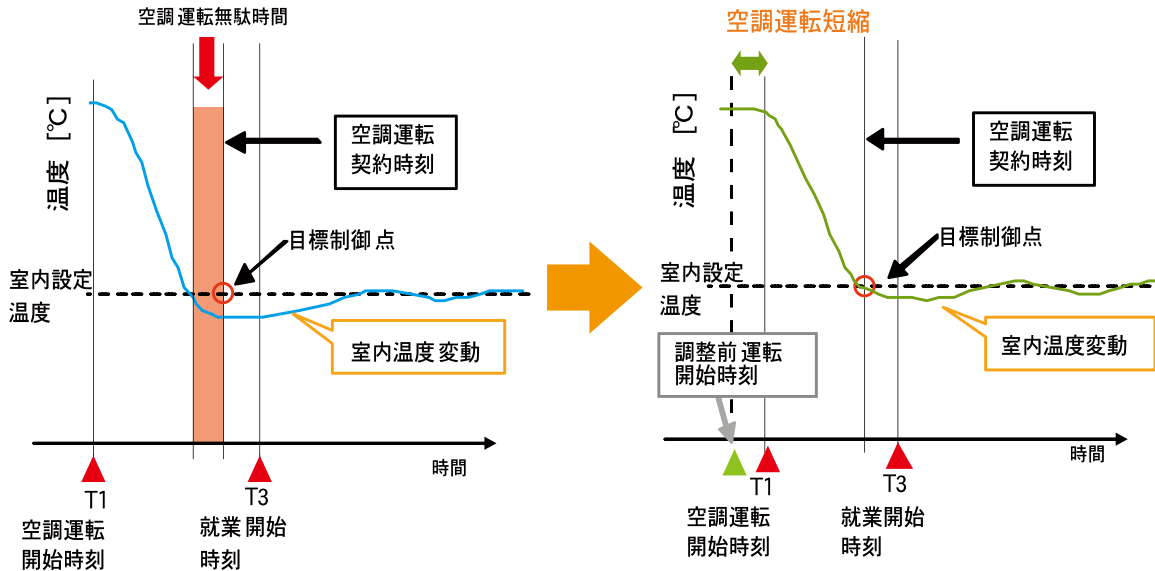 空調運転無駄時間
温度 [℃]
空調運転
契約時刻
目標制御点
室内設定
温度
室内温度変動
時間
T1
空調運転
開始時刻
T3
就業開始
時刻
空調運転短縮
温度 [℃]
空調運転
契約時刻
目標制御点
室内設定
温度
調整前運転
開始時刻
室内温度変動
時間
T1
空調運転
開始時刻
T3
就業開始
時刻